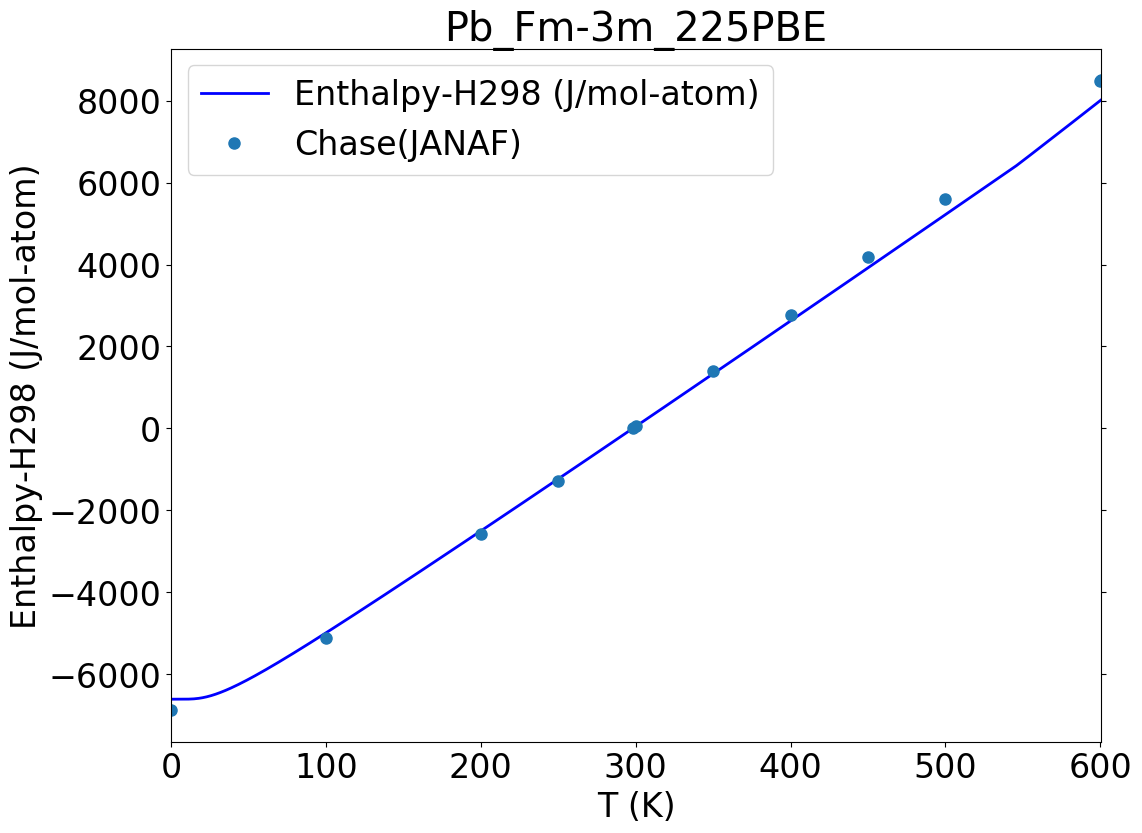 Pb_Fm-3m_225PBE
Enthalpy-H298 (J/mol-atom)
Chase(JANAF)
Enthalpy-H298 (J/mol-atom)
8000
6000
4000
2000
0
−2000
−4000
−6000
0 100 200 300 400 500 600
T (K)